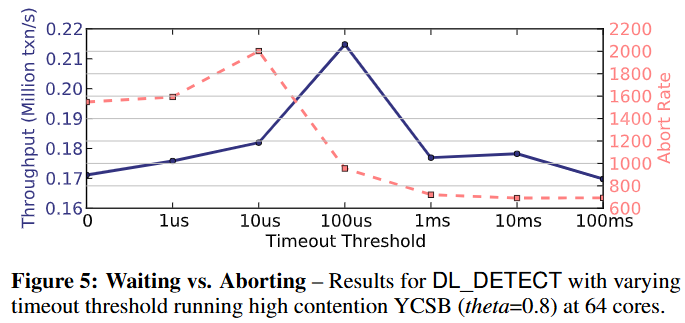 0.22
0.21
0.20
0.19
0.18
0.17
0.16
Throughput (Million txn/s)
2200
2000
1800
1600
1400
1200
1000
800
600
Abort Rate
0 1us 10us 100us 1ms 10ms 100ms
Timeout Threshold
Figure 5: Waiting vs. Aborting – Results for DL_DETECT with varying
timeout threshold running high contention YCSB (theta=0.8) at 64 cores.